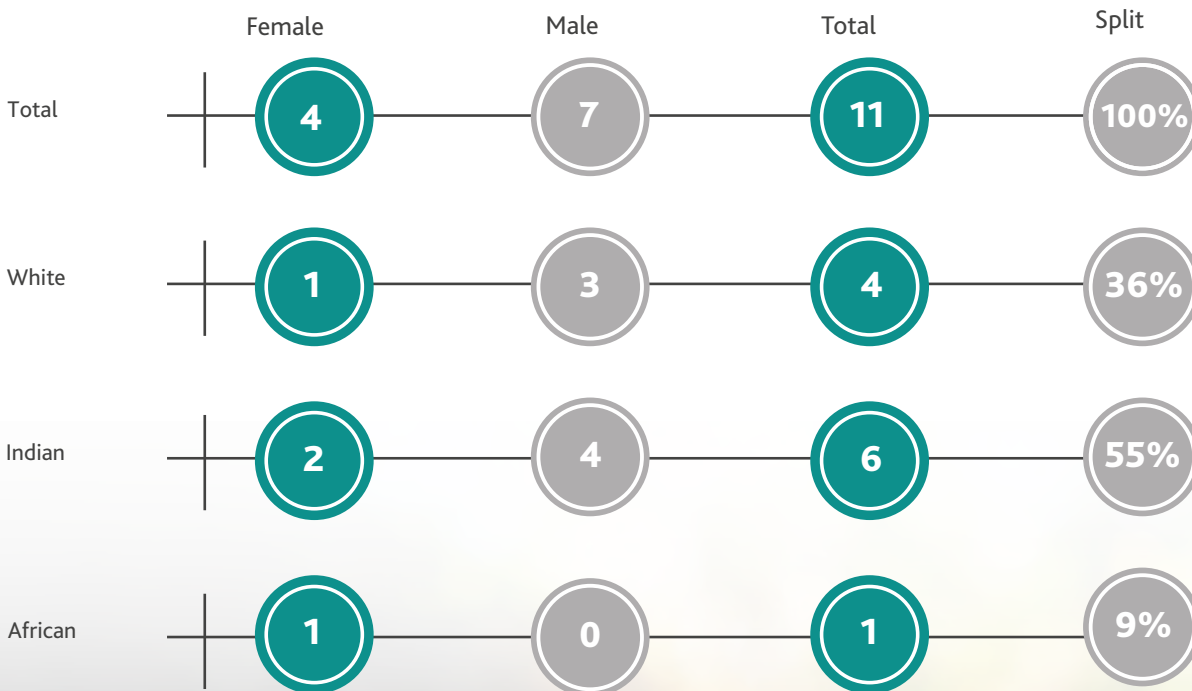 Female Male Total Split
Total 4 7 11 100%
White 1 3 4 36%
Indian 2 4 6 55%
African 1 0 1 9%